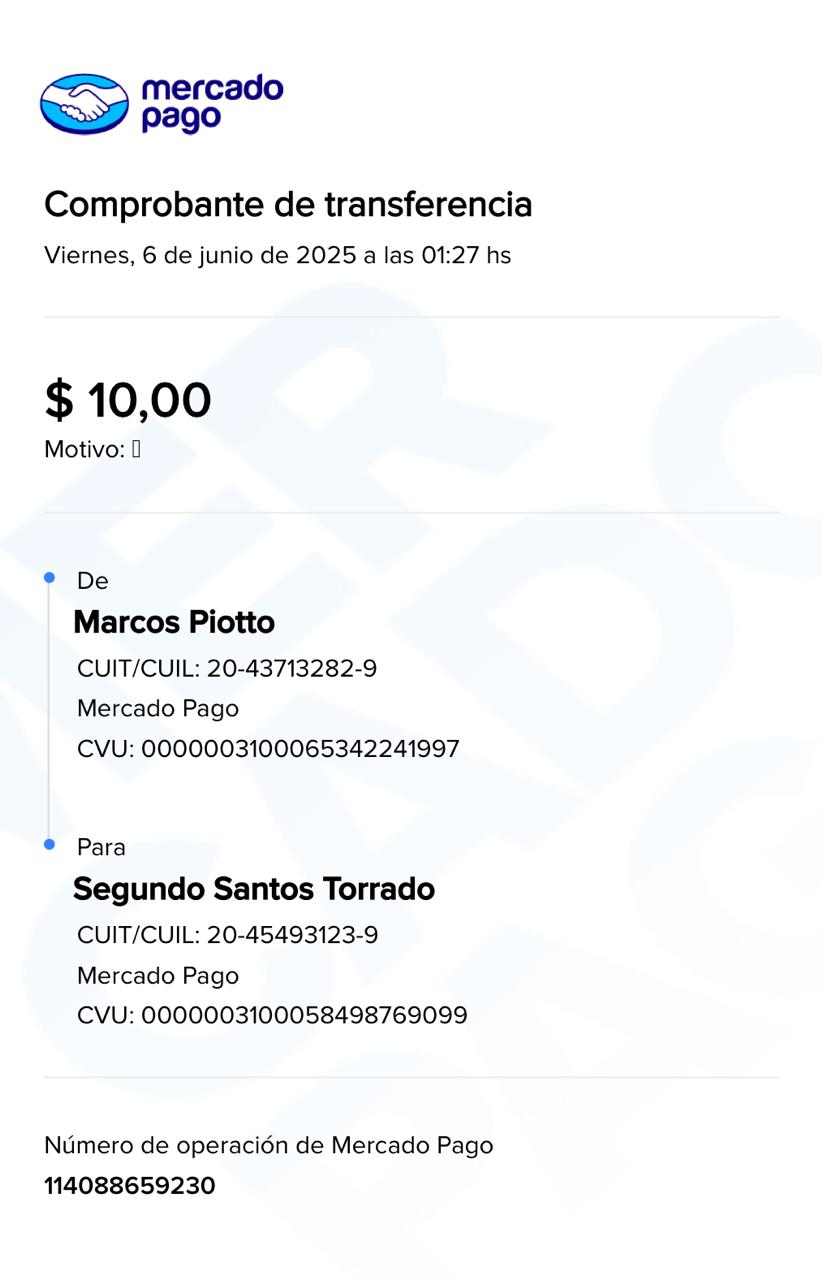 mercado
pago
Comprobante de transferencia
Viernes, 6 de junio de 2025 a las 01:27 hs
$ 10,00
Motivo: 
De
Marcos Piotto
CUIT/CUIL: 20-43713282-9
Mercado Pago
CVU: 0000003100065342241997
Para
Segundo Santos Torrado
CUIT/CUIL: 20-45493123-9
Mercado Pago
CVU: 0000003100058498769099
Número de operación de Mercado Pago
114088659230